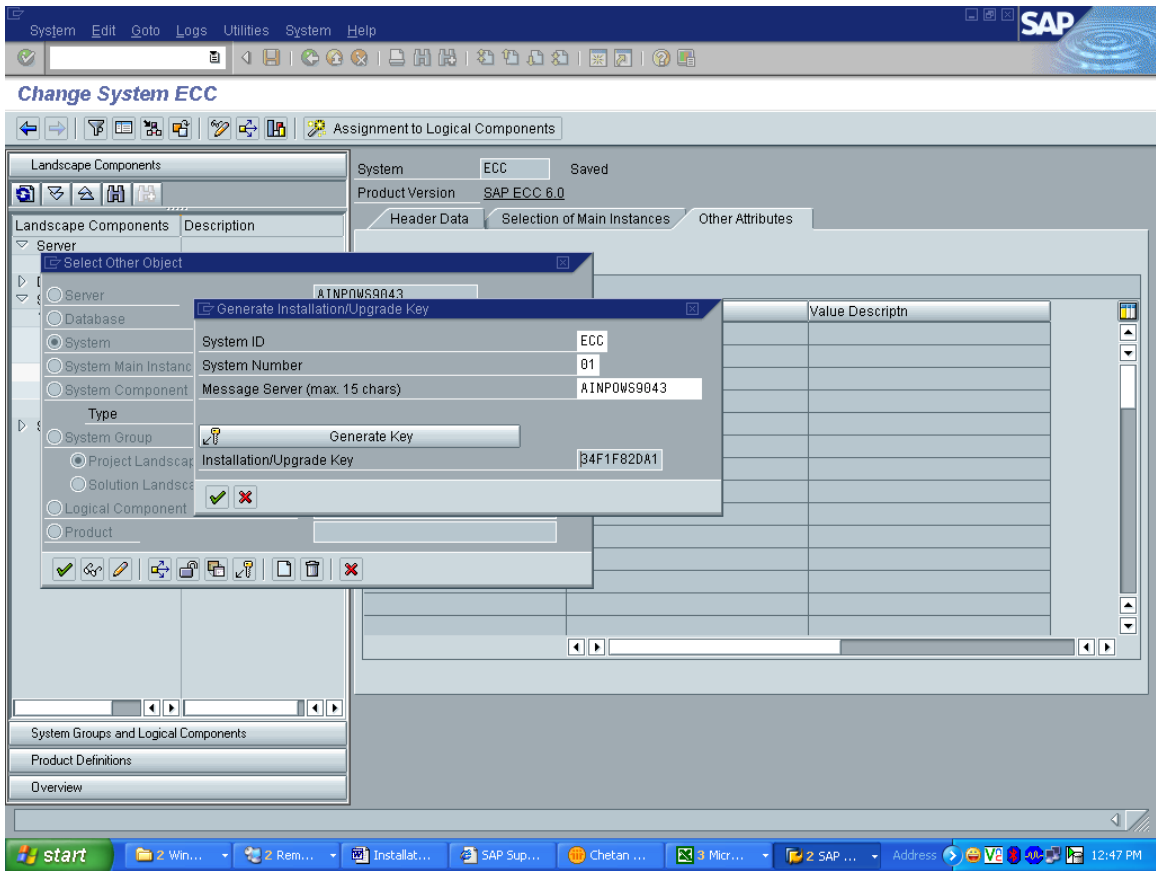 System Edit Goto Logs Utilities System Help
SAP
Change System ECC
Assignment to Logical Components
Landscape Components
System ECC Saved
Product Version SAP ECC 6.0
Header Data Selection of Main Instances Other Attributes
Landscape Components Description
Server
Select Other Object
Server AINPOWS9043
Generate Installation/Upgrade Key
Value Descriptn
Database
System
System ID ECC
System Main Instanc
System Number 01
System Component
Message Server (max. 15 chars) AINPOWS9043
Type
System Group
Generate Key
Project Landscap
Installation/Upgrade Key 34F1F82DA1
Solution Landsca
Logical Component
Product
System Groups and Logical Components
Product Definitions
Overview
start 2 Win... 2 Rem... Installat... SAP Sup... Chetan ... 3 Micr... 2 SAP ... Address V2 12:47 PM